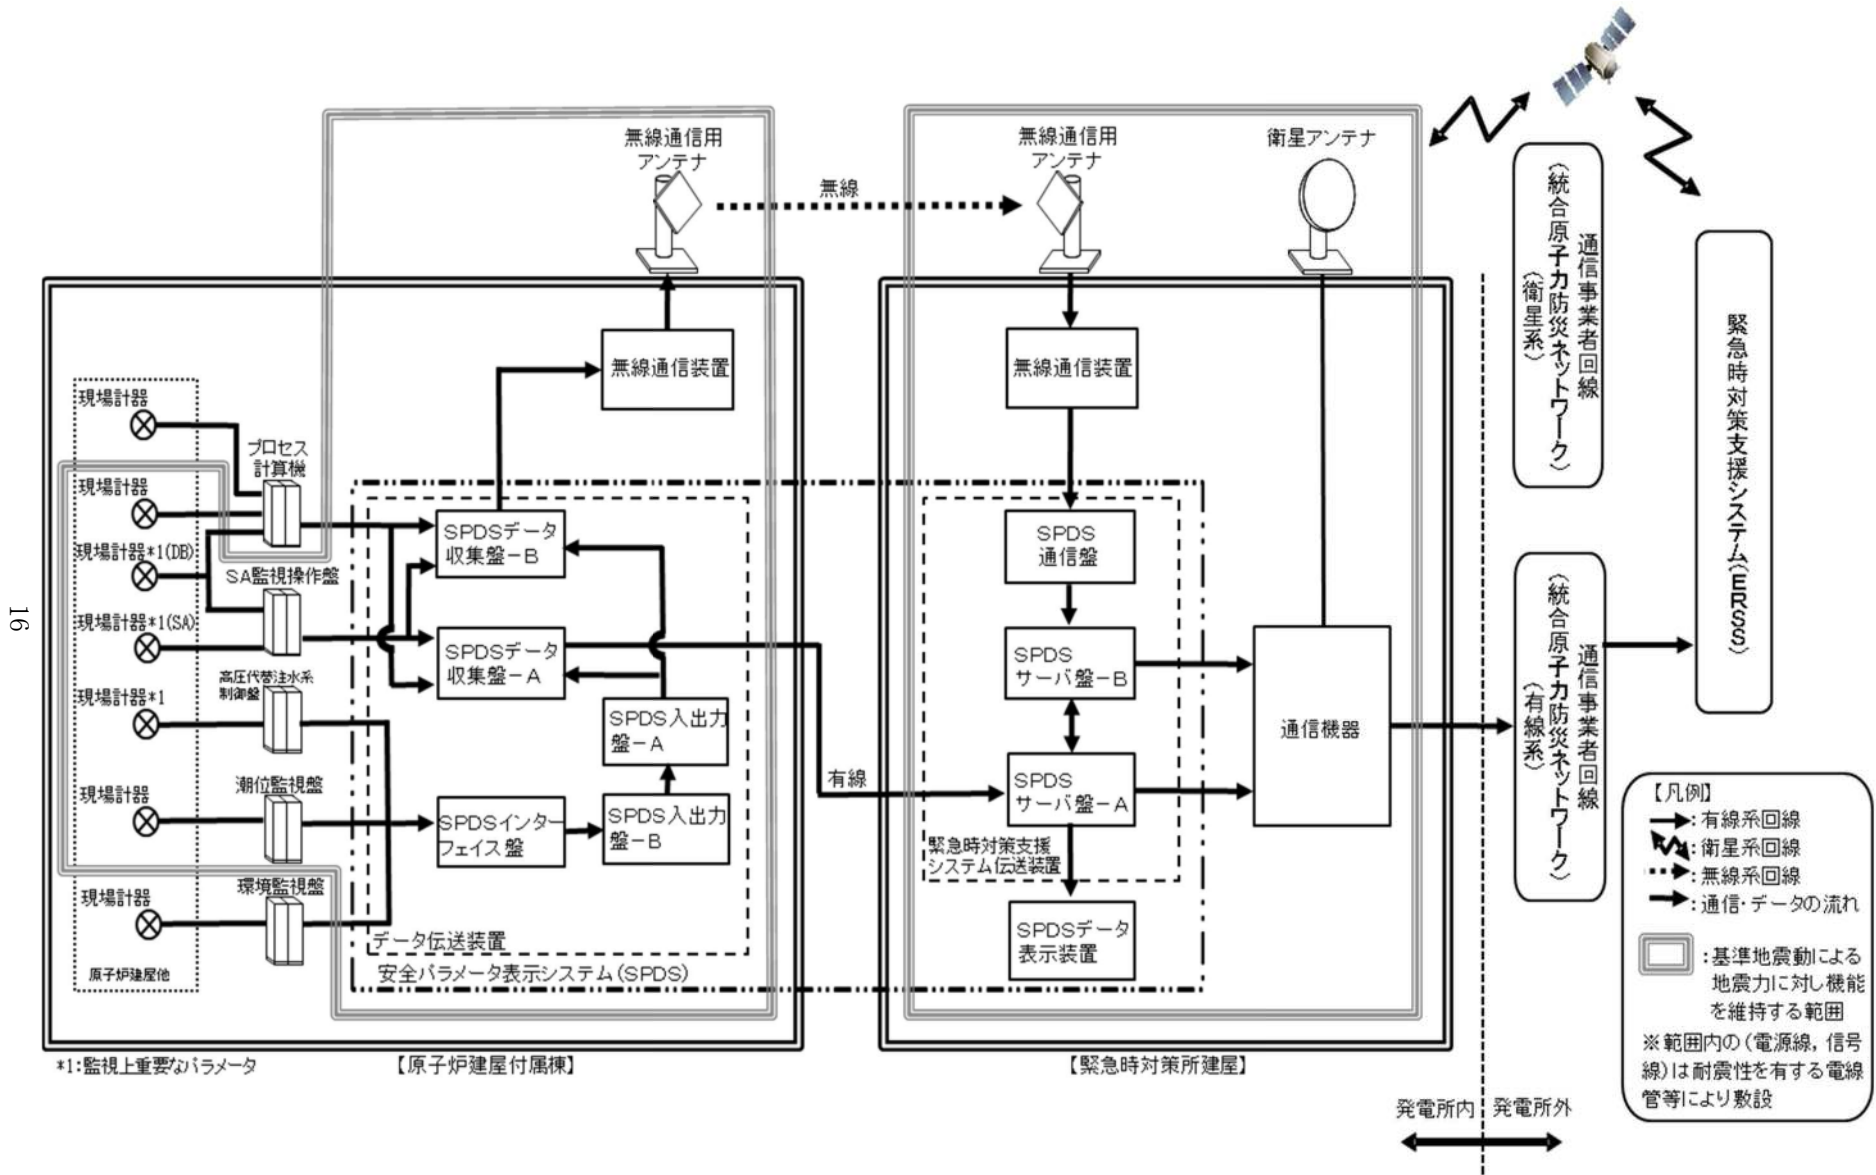 無線通信用
アンテナ
無線
無線通信用
アンテナ
衛星アンテナ
通信事業者回線
(統合原子力防災ネットワーク)
(衛星系)
緊急時対策支援システム(ERSS)
無線通信装置
無線通信装置
現場計器
プロセス
計算機
現場計器
現場計器*1(DB)
SA監視操作盤
現場計器*1(SA)
高圧代替注水系
制御盤
現場計器*1
潮位監視盤
現場計器
環境監視盤
現場計器
原子炉建屋他
SPDSデータ
収集盤-B
SPDSデータ
収集盤-A
SPDS入出力
盤-A
SPDSインター
フェイス盤
SPDS入出力
盤-B
データ伝送装置
安全パラメータ表示システム(SPDS)
有線
SPDS
通信盤
SPDS
サーバ盤-B
SPDS
サーバ盤-A
緊急時対策支援
システム伝送装置
SPDSデータ
表示装置
通信機器
通信事業者回線
(統合原子力防災ネットワーク)
(有線系)
【凡例】
:有線系回線
:衛星系回線
:無線系回線
:通信・データの流れ
:基準地震動による
地震力に対し機能
を維持する範囲
※範囲内の(電源線,信号
線)は耐震性を有する電線
管等により敷設
*1:監視上重要なパラメータ
【原子炉建屋付属棟】
【緊急時対策所建屋】
発電所内
発電所外
16